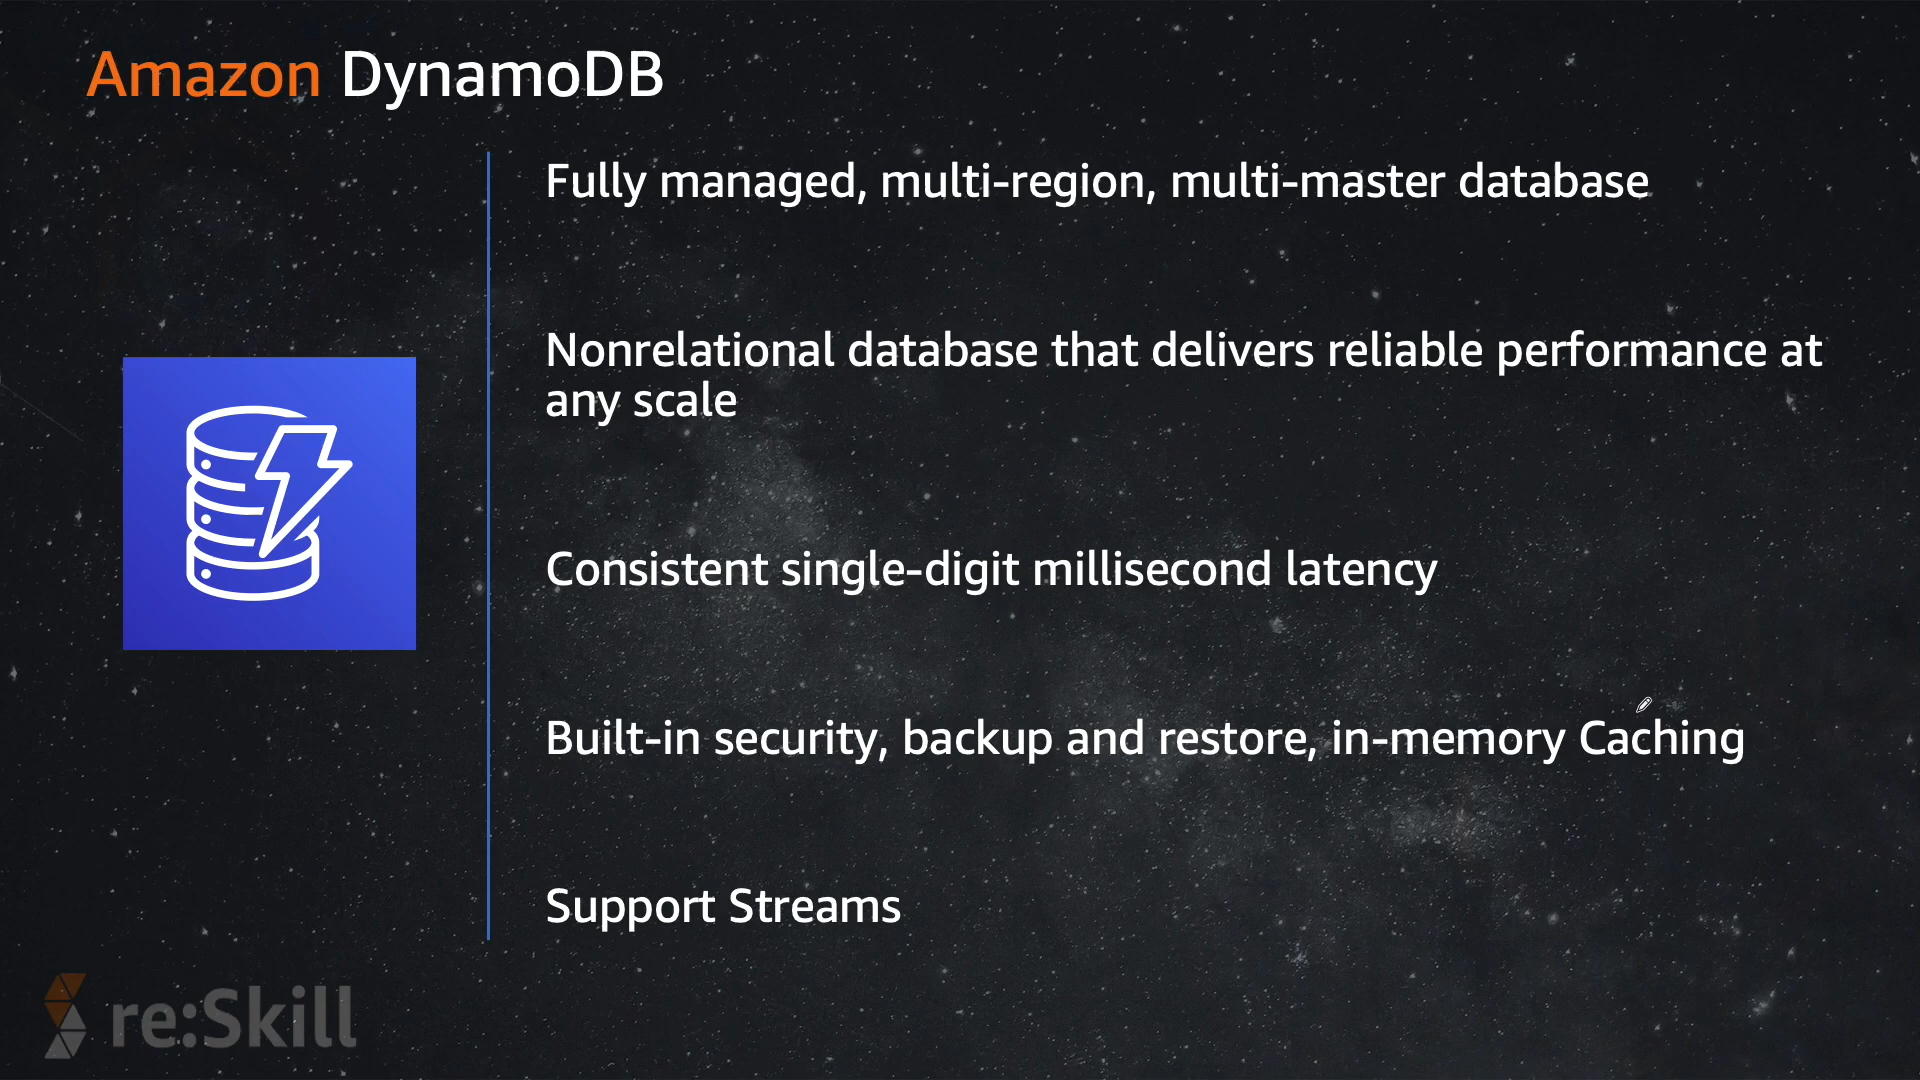 Amazon DynamoDB
Fully managed, multi-region, multi-master database
Nonrelational database that delivers reliable performance at
any scale
Consistent single-digit millisecond latency
Built-in security, backup and restore, in-memory Caching
Support Streams
re:Skill